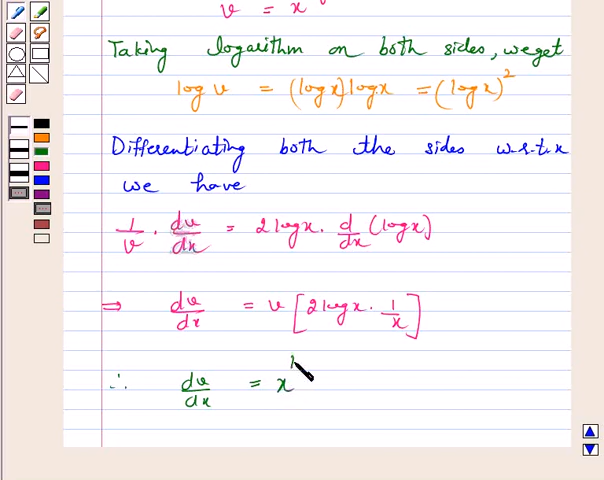 v = x
Taking logarithm on both sides, we get
log v = (log x) log x = (log x)²
Differentiating both the sides w.r.t.x
we have
1/v · dv/dx = 2 log x · d/dx (log x)
⇒ dv/dx = v [2 log x · 1/x]
∴ dv/dx = x